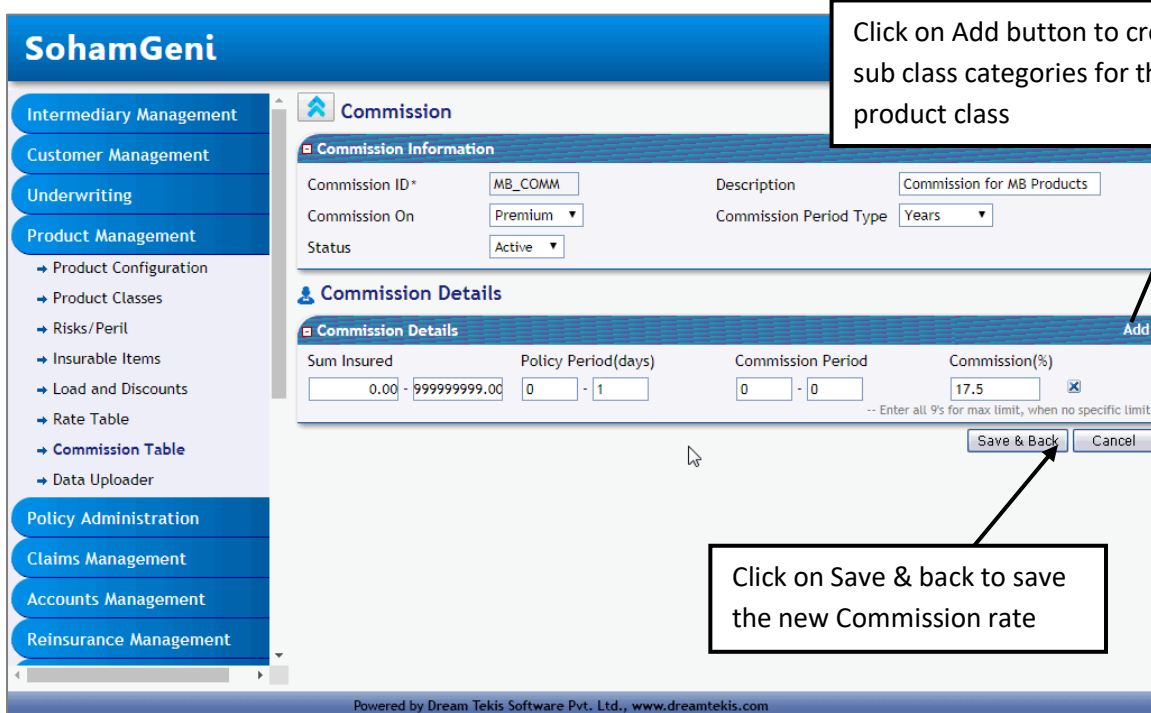 SohamGeni
Click on Add button to cre
sub class categories for th
product class
Intermediary Management
Customer Management
Underwriting
Product Management
Product Configuration
Product Classes
Risks/Peril
Insurable Items
Load and Discounts
Rate Table
Commission Table
Data Uploader
Policy Administration
Claims Management
Accounts Management
Reinsurance Management
Commission
Commission Information
Commission ID* MB_COMM Description Commission for MB Products
Commission On Premium Commission Period Type Years
Status Active
Commission Details
Commission Details Add
Sum Insured Policy Period(days) Commission Period Commission(%)
0.00 - 999999999.00 0 - 1 0 - 0 17.5
-- Enter all 9's for max limit, when no specific limit
Save & Back Cancel
Click on Save & back to save
the new Commission rate
Powered by Dream Tekis Software Pvt. Ltd., www.dreamtekis.com